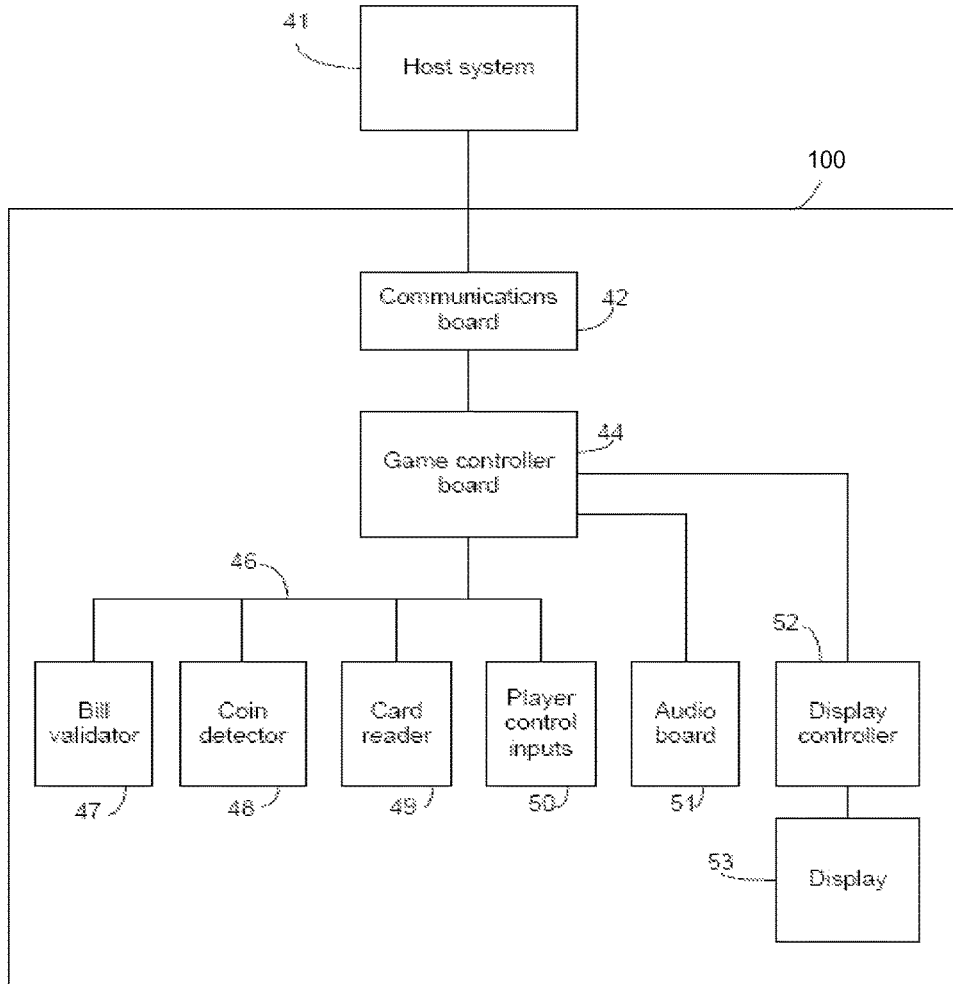 41
Host system
100
Communications
board
42
Game controller
board
44
46
52
Bill
validator
Coin
detector
Card
reader
Player
control
inputs
Audio
board
Display
controller
47
48
49
50
51
53
Display